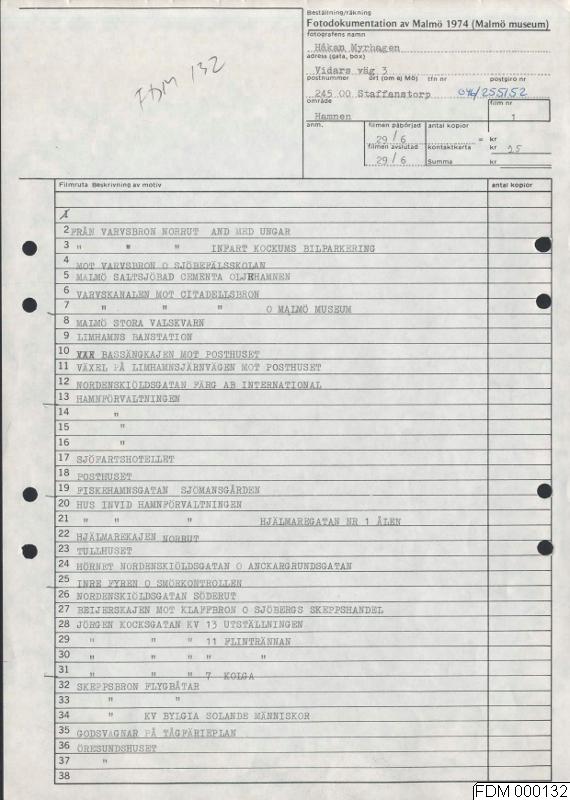 Beställning/räkning
Fotodokumentation av Malmö 1974 (Malmö museum)
fotografens namn
Håkan Myrhagen
adress (gata, box)
Vidars väg 3
postnummer ort (om ej MÖ) tfn nr postgiro nr
245 00 Staffanstorp 046/255152
område film nr
Hamnen 1
anm. filmen påbörjad antal kopior
29/6 = kr
filmen avslutad kontaktkarta kr 25
29/6 Summa kr
FDM 132
Filmruta Beskrivning av motiv antal kopior
1
2 FRÅN VARVSBRON NORRUT AND MED UNGAR
3 " " " INFART KOCKUMS BILPARKERING
4 MOT VARVSBRON O SJÖBEFÄLSSKOLAN
5 MALMÖ SALTSJÖBAD CEMENTA OLJEHAMNEN
6 VARVSKANALEN MOT CITADELLSBRON
7 " " " O MALMÖ MUSEUM
8 MALMÖ STORA VALSKVARN
9 LIMHAMNS BANSTATION
10 XXX BASSÄNGKAJEN MOT POSTHUSET
11 VÄXEL PÅ LIMHAMNSJÄRNVÄGEN MOT POSTHUSET
12 NORDENSKIÖLDSGATAN FÄRG AB INTERNATIONAL
13 HAMNFÖRVALTNINGEN
14 "
15 "
16 "
17 SJÖFARTSHOTELLET
18 POSTHUSET
19 FISKEHAMNSGATAN SJÖMANSGÅRDEN
20 HUS INVID HAMNFÖRVALTNINGEN
21 " " " HJÄLMAREGATAN NR 1 ÅLEN
22 HJÄLMAREKAJEN NORRUT
23 TULLHUSET
24 HÖRNET NORDENSKIÖLDSGATAN O ANCKARGRUNDSGATAN
25 INRE FYREN O SMÖRKONTROLLEN
26 NORDENSKIÖLDSGATAN SÖDERUT
27 BEIJERSKAJEN MOT KLAFFBRON O SJÖBERGS SKEPPSHANDEL
28 JÖRGEN KOCKSGATAN KV 13 UTSTÄLLNINGEN
29 " " " 11 FLINTRÄNNAN
30 " " " "
31 " " " 7 KOLGA
32 SKEPPSBRON FLYGBÅTAR
33 " "
34 " KV BYLGIA SOLANDE MÄNNISKOR
35 GODSVAGNAR PÅ TÅGFÄRIEPLAN
36 ÖRESUNDSHUSET
37 "
38
FDM 000132